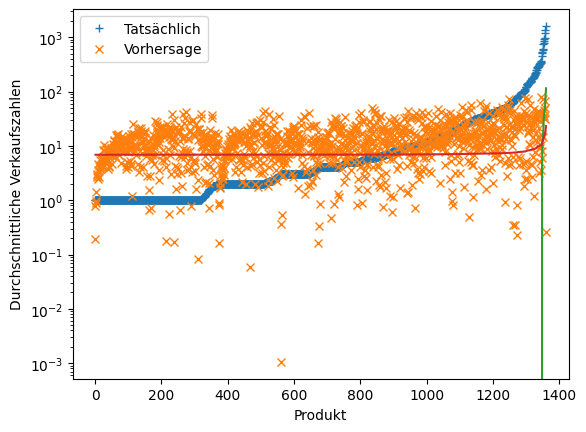 Tatsächlich
Vorhersage
Durchschnittliche Verkaufszahlen
10³
10²
10¹
10⁰
10⁻¹
10⁻²
10⁻³
0 200 400 600 800 1000 1200 1400
Produkt